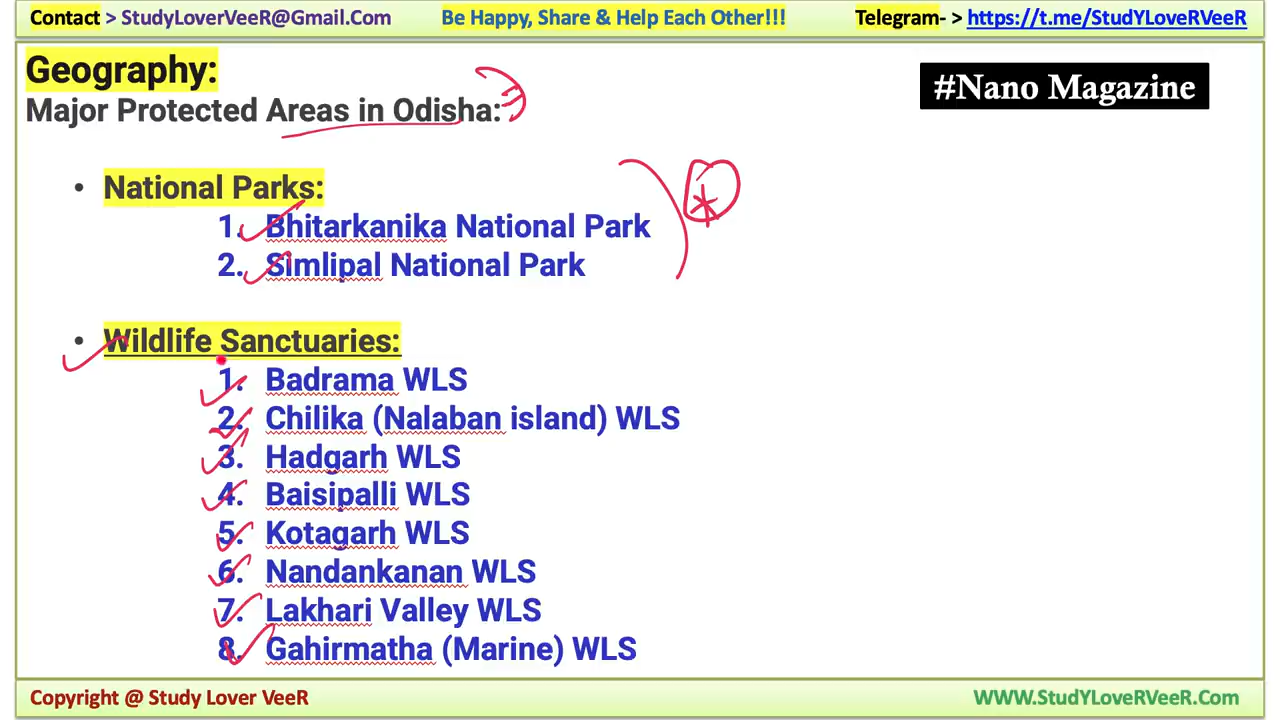 Contact > StudyLoverVeeR@Gmail.Com Be Happy, Share & Help Each Other!!! Telegram- > https://t.me/StudYLoveRVeeR
Geography:
#Nano Magazine
Major Protected Areas in Odisha:
• National Parks:
1. Bhitarkanika National Park
2. Simlipal National Park
• Wildlife Sanctuaries:
1. Badrama WLS
2. Chilika (Nalaban island) WLS
3. Hadgarh WLS
4. Baisipalli WLS
5. Kotagarh WLS
6. Nandankanan WLS
7. Lakhari Valley WLS
8. Gahirmatha (Marine) WLS
Copyright @ Study Lover VeeR WWW.StudYLoveRVeeR.Com